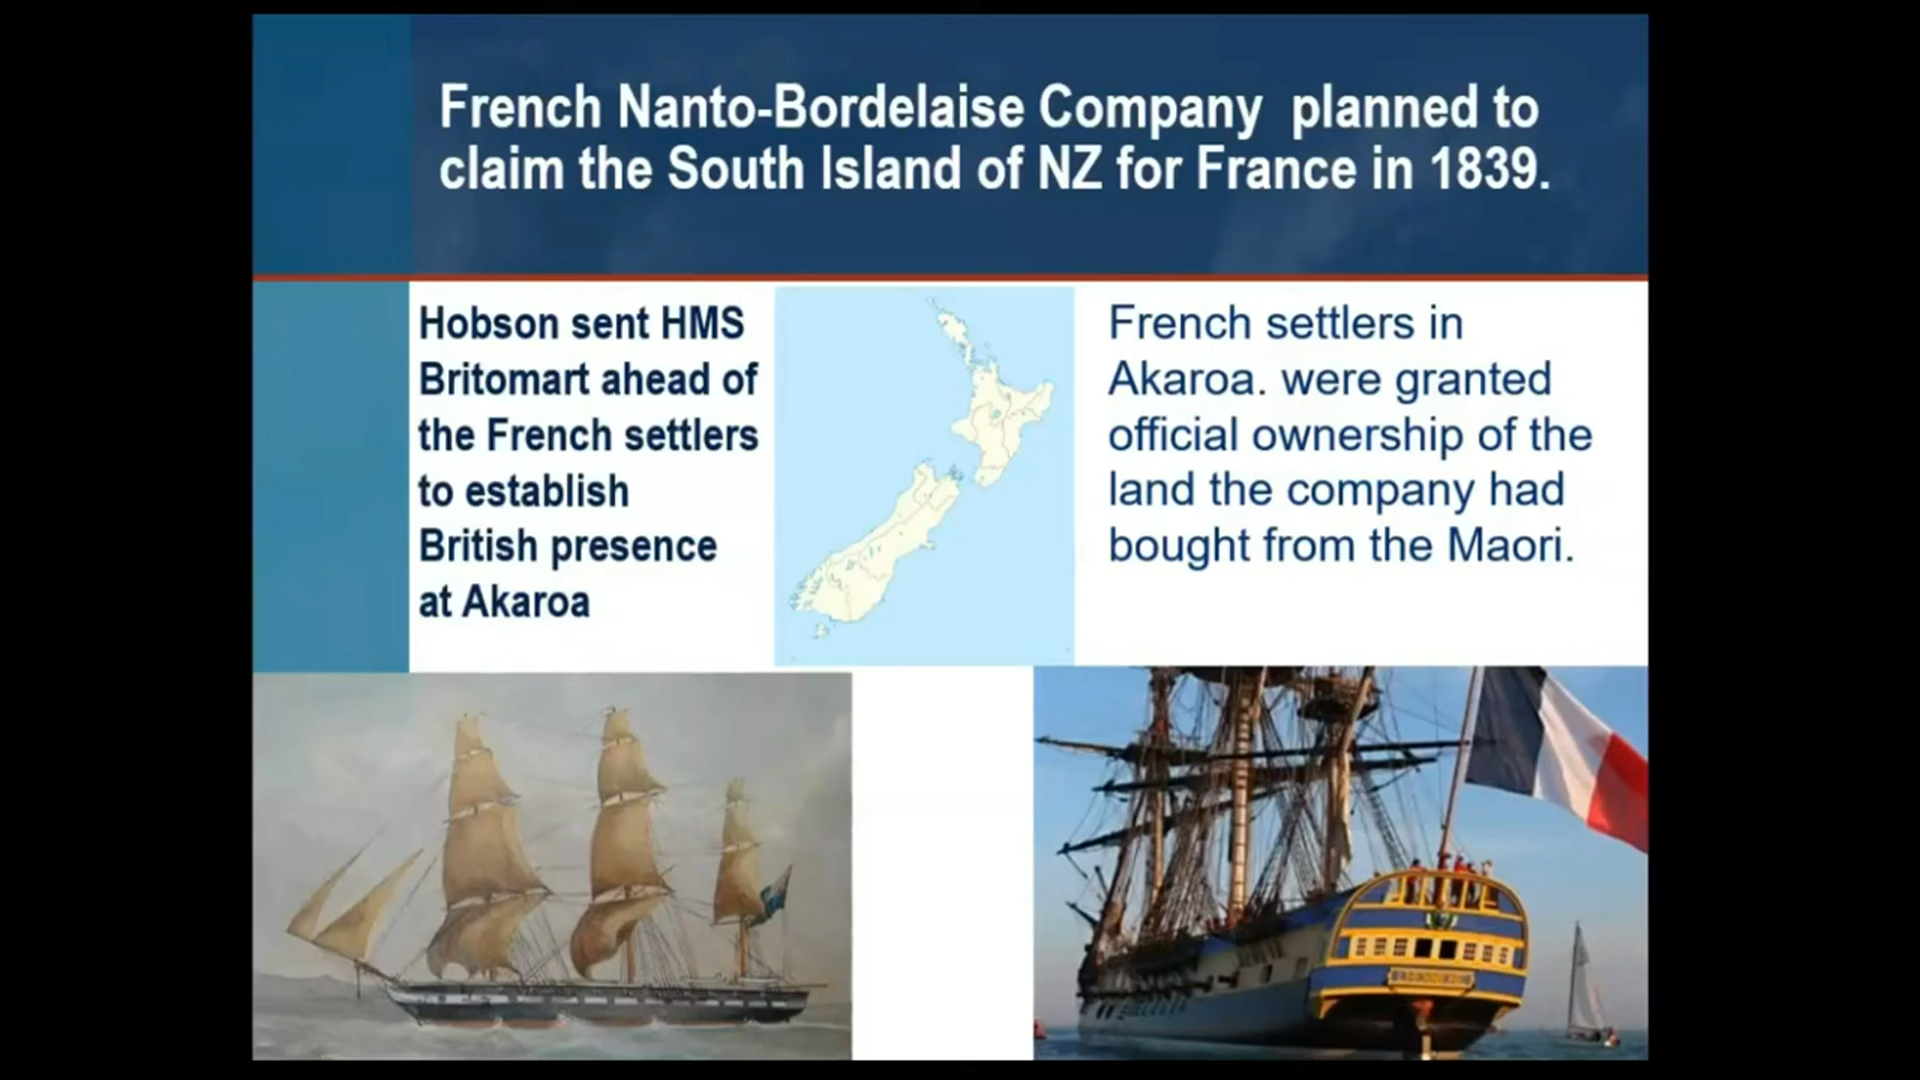 French Nanto-Bordelaise Company planned to
claim the South Island of NZ for France in 1839.
Hobson sent HMS
Britomart ahead of
the French settlers
to establish
British presence
at Akaroa
French settlers in
Akaroa. were granted
official ownership of the
land the company had
bought from the Maori.